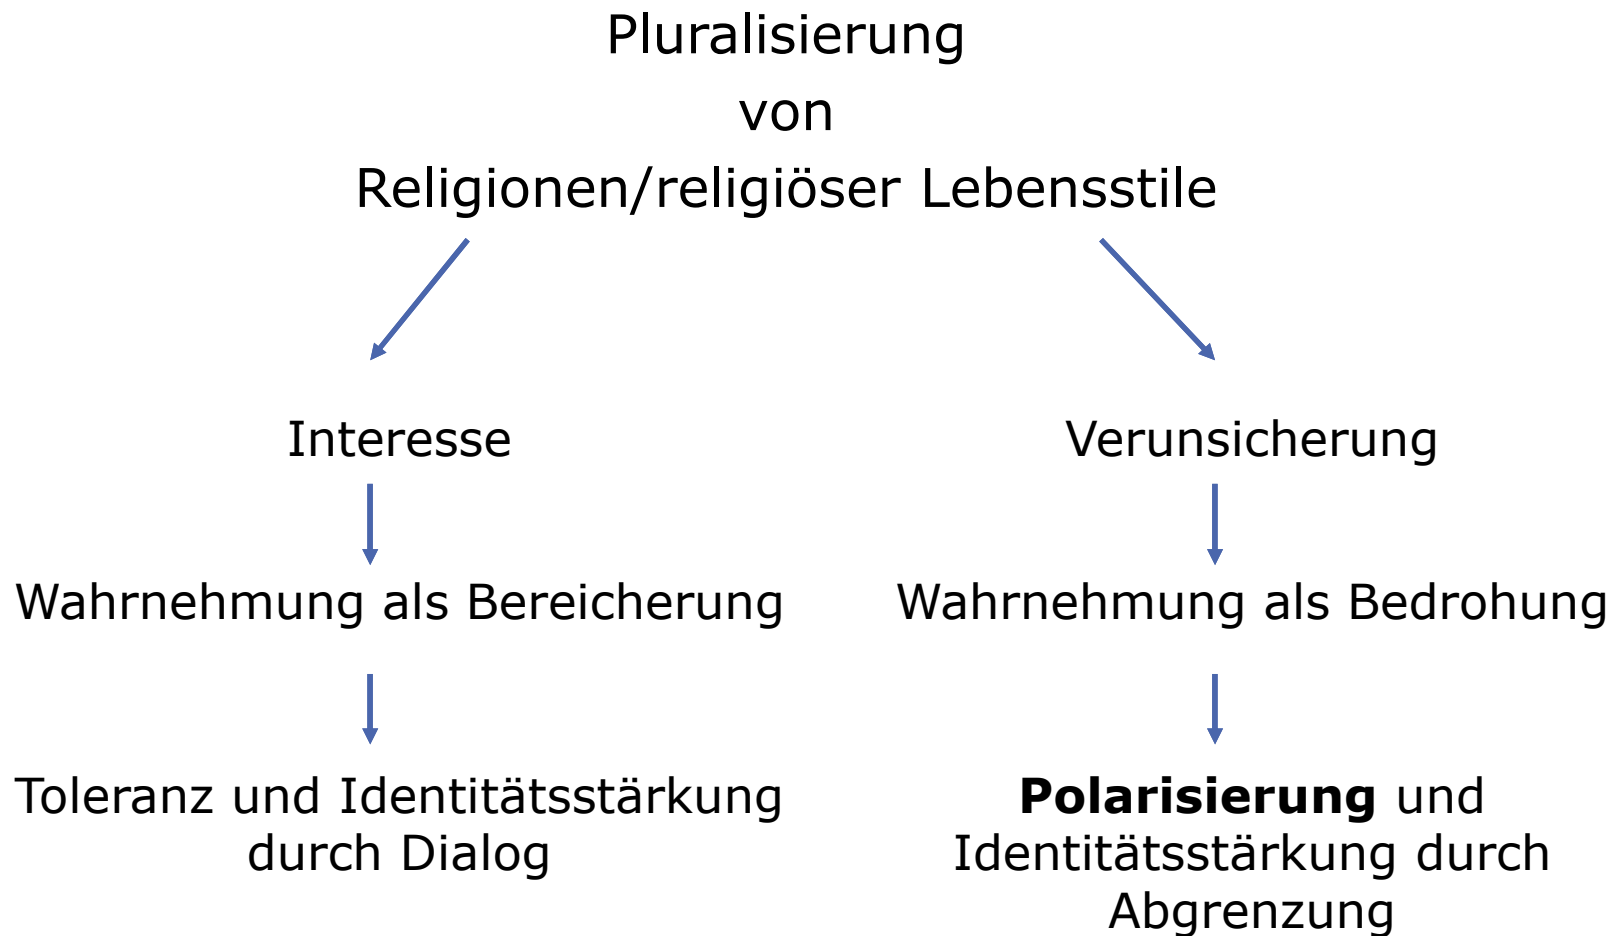 Pluralisierung
von
Religionen/religiöser Lebensstile
Interesse
Verunsicherung
Wahrnehmung als Bereicherung
Wahrnehmung als Bedrohung
Toleranz und Identitätsstärkung
durch Dialog
Polarisierung und
Identitätsstärkung durch
Abgrenzung